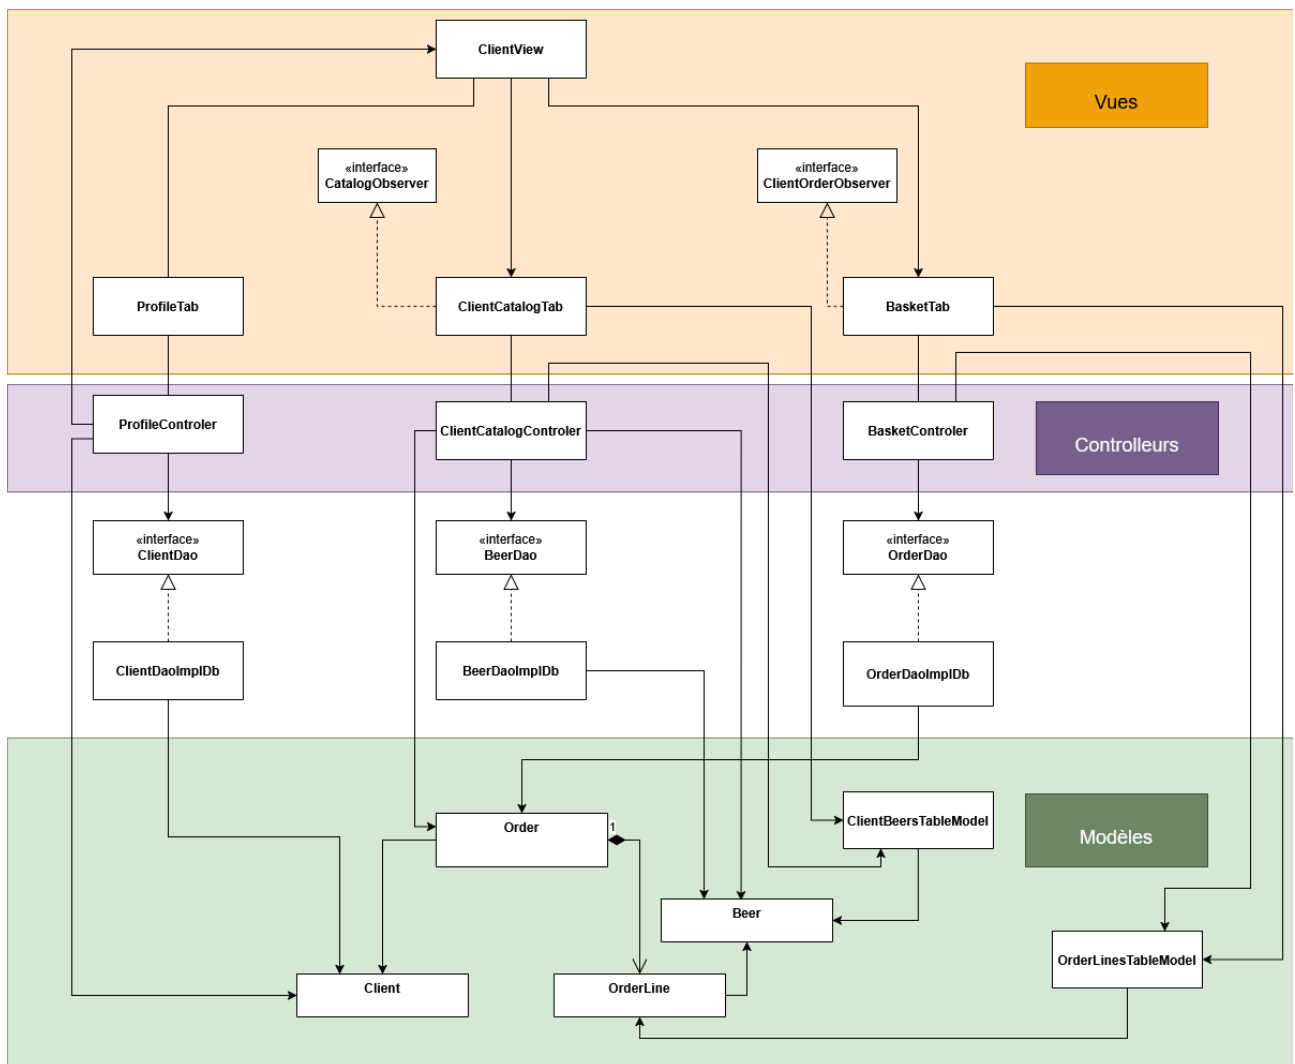 ClientView
Vues
«interface»
CatalogObserver
«interface»
ClientOrderObserver
ProfileTab
ClientCatalogTab
BasketTab
ProfileControler
ClientCatalogControler
BasketControler
Controlleurs
«interface»
ClientDao
«interface»
BeerDao
«interface»
OrderDao
ClientDaoImplDb
BeerDaoImplDb
OrderDaoImplDb
Order
1
ClientBeersTableModel
Modèles
Beer
OrderLinesTableModel
Client
OrderLine